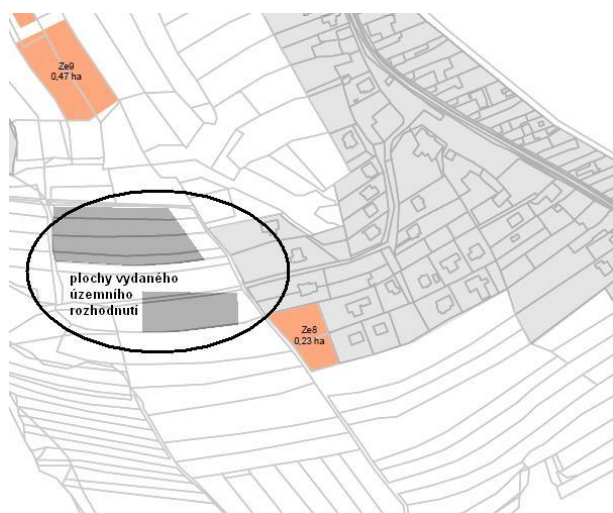 Ze9
0,47 ha
plochy vydaného
územního
rozhodnutí
Ze8
0,23 ha